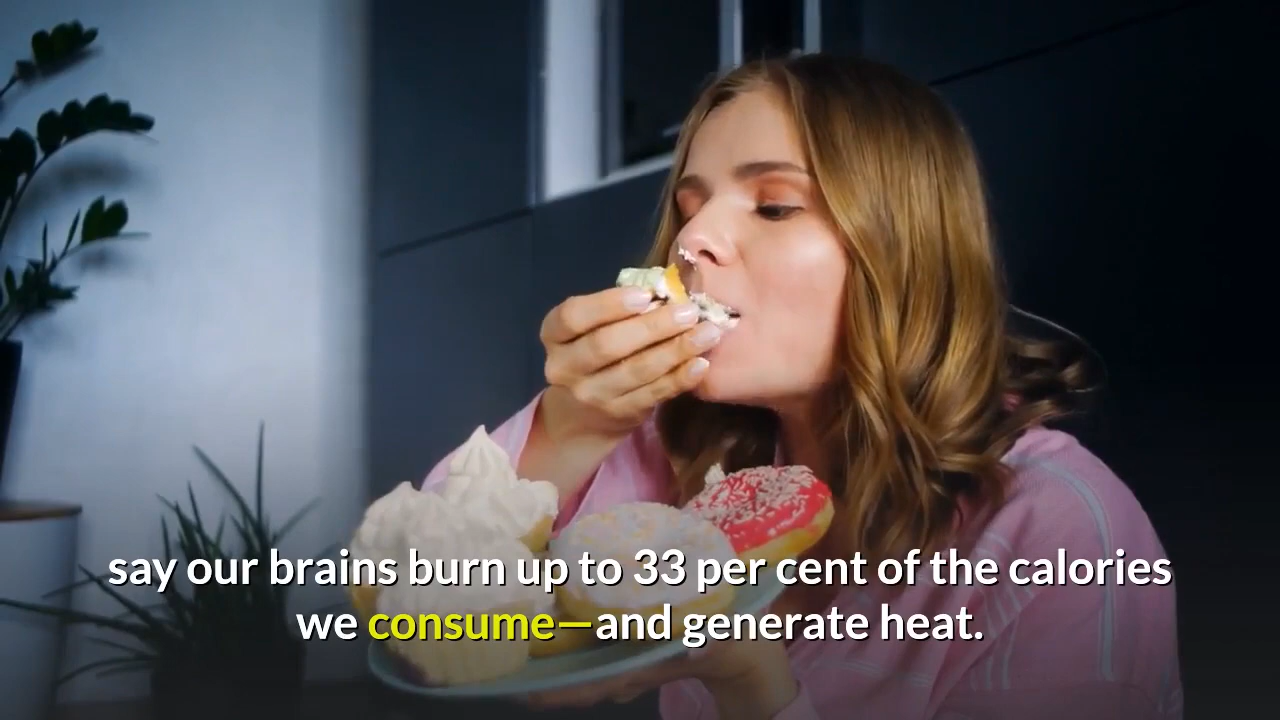 say our brains burn up to 33 per cent of the calories
we consume—and generate heat.